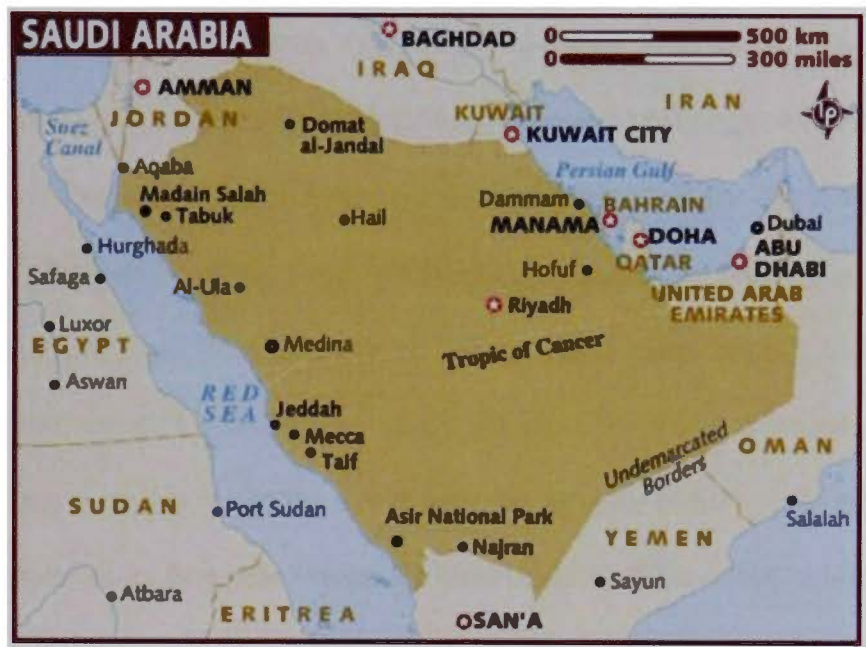 SAUDI ARABIA
BAGHDAD
0 500 km
0 300 miles
IRAQ
AMMAN
IRAN
JORDAN
Domat
al-Jandal
KUWAIT
KUWAIT CITY
Suez
Canal
Aqaba
Persian Gulf
Madain Salah
Tabuk
Hail
Dammam
BAHRAIN
MANAMA
DOHA
Dubai
ABU
DHABI
Hurghada
Safaga
Al-Ula
Hofuf
QATAR
UNITED ARAB
EMIRATES
Riyadh
Luxor
EGYPT
Medina
Tropic of Cancer
Aswan
RED
SEA
Jeddah
Mecca
Taif
Undemarcated
Borders
OMAN
SUDAN
Port Sudan
Asir National Park
Najran
YEMEN
Salalah
Sayun
Atbara
ERITREA
SAN'A
lp